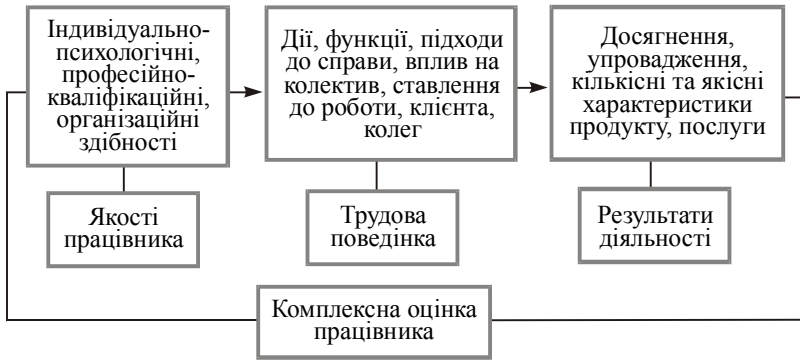 Індивідуально-
психологічні,
професійно-
кваліфікаційні,
організаційні
здібності
Дії, функції, підходи
до справи, вплив на
колектив, ставлення
до роботи, клієнта,
колег
Досягнення,
упровадження,
кількісні та якісні
характеристики
продукту, послуги
Якості
працівника
Трудова
поведінка
Результати
діяльності
Комплексна оцінка
працівника